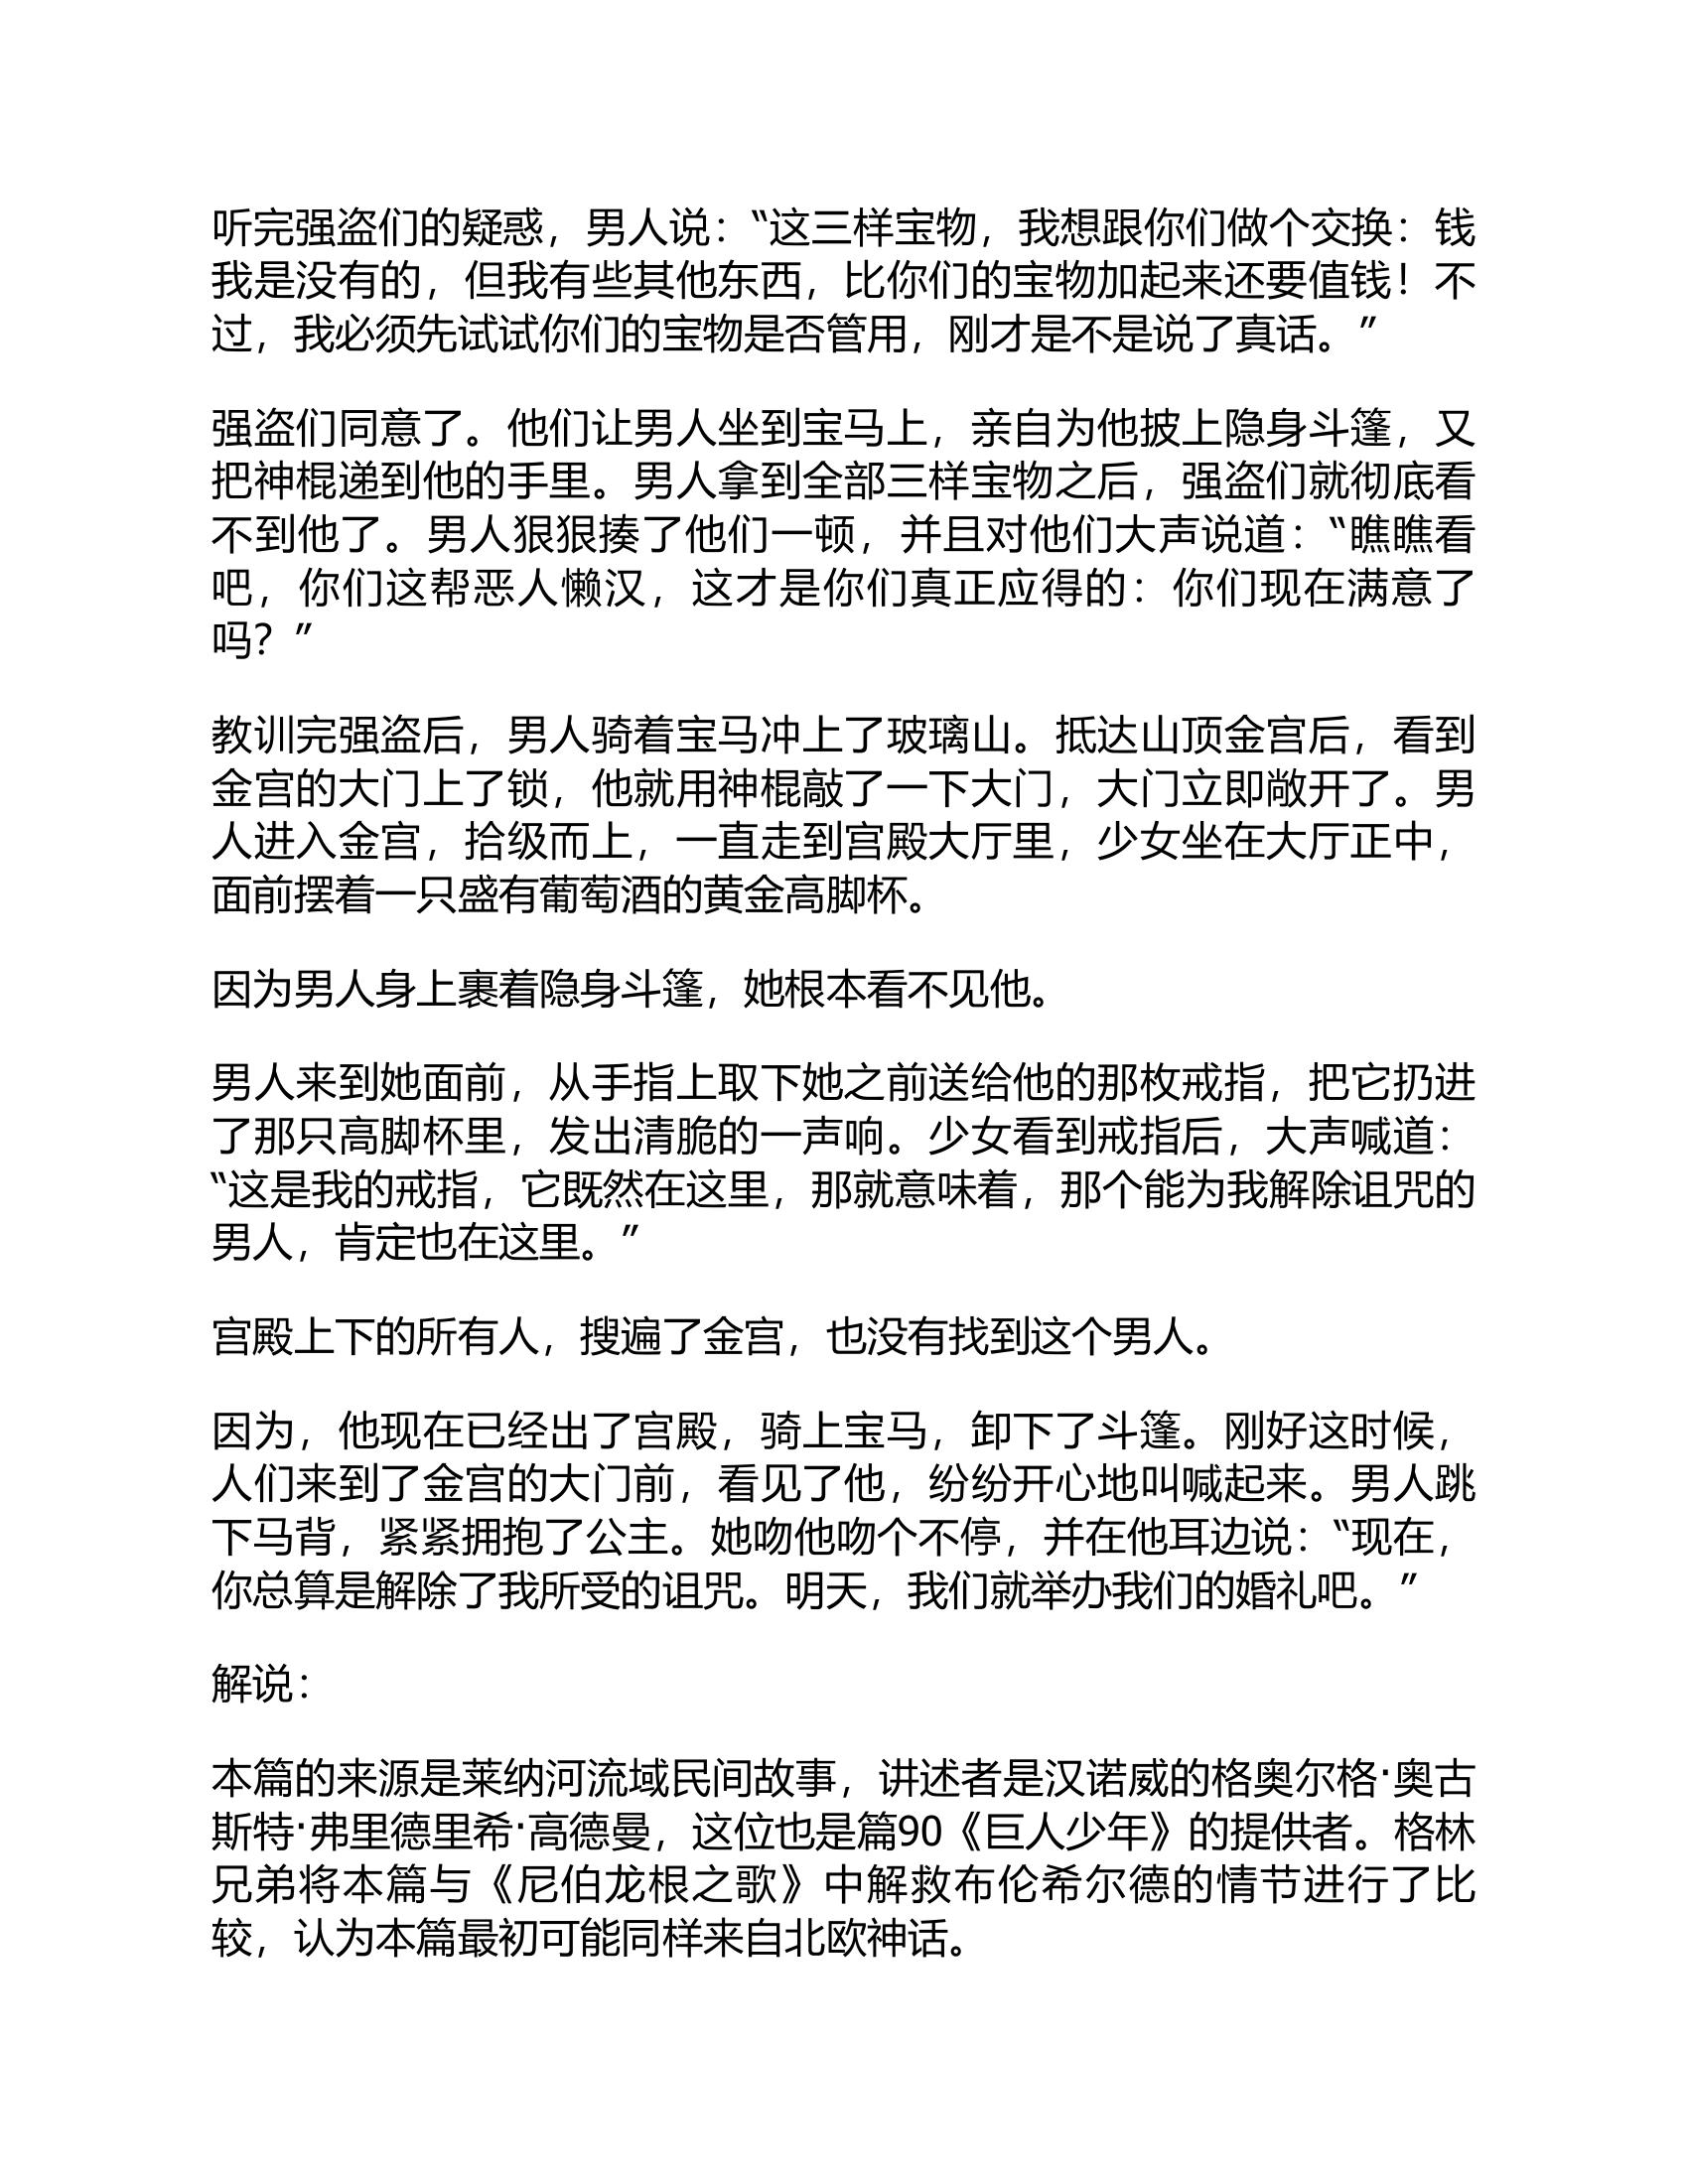 听完强盗们的疑惑，男人说：“这三样宝物，我想跟你们做个交换：钱
我是没有的，但我有些其他东西，比你们的宝物加起来还要值钱！不
过，我必须先试试你们的宝物是否管用，刚才是不是说了真话。”
强盗们同意了。他们让男人坐到宝马上，亲自为他披上隐身斗篷，又
把神棍递到他的手里。男人拿到全部三样宝物之后，强盗们就彻底看
不到他了。男人狠狠揍了他们一顿，并且对他们大声说道：“瞧瞧看
吧，你们这帮恶人懒汉，这才是你们真正应得的：你们现在满意了
吗？”
教训完强盗后，男人骑着宝马冲上了玻璃山。抵达山顶金宫后，看到
金宫的大门上了锁，他就用神棍敲了一下大门，大门立即敞开了。男
人进入金宫，拾级而上，一直走到宫殿大厅里，少女坐在大厅正中，
面前摆着一只盛有葡萄酒的黄金高脚杯。
因为男人身上裹着隐身斗篷，她根本看不见他。
男人来到她面前，从手指上取下她之前送给他的那枚戒指，把它扔进
了那只高脚杯里，发出清脆的一声响。少女看到戒指后，大声喊道：
“这是我的戒指，它既然在这里，那就意味着，那个能为我解除诅咒的
男人，肯定也在这里。”
宫殿上下的所有人，搜遍了金宫，也没有找到这个男人。
因为，他现在已经出了宫殿，骑上宝马，卸下了斗篷。刚好这时候，
人们来到了金宫的大门前，看见了他，纷纷开心地叫喊起来。男人跳
下马背，紧紧拥抱了公主。她吻他吻个不停，并在他耳边说：“现在，
你总算是解除了我所受的诅咒。明天，我们就举办我们的婚礼吧。”
解说：
本篇的来源是莱纳河流域民间故事，讲述者是汉诺威的格奥尔格·奥古
斯特·弗里德里希·高德曼，这位也是篇90《巨人少年》的提供者。格林
兄弟将本篇与《尼伯龙根之歌》中解救布伦希尔德的情节进行了比
较，认为本篇最初可能同样来自北欧神话。